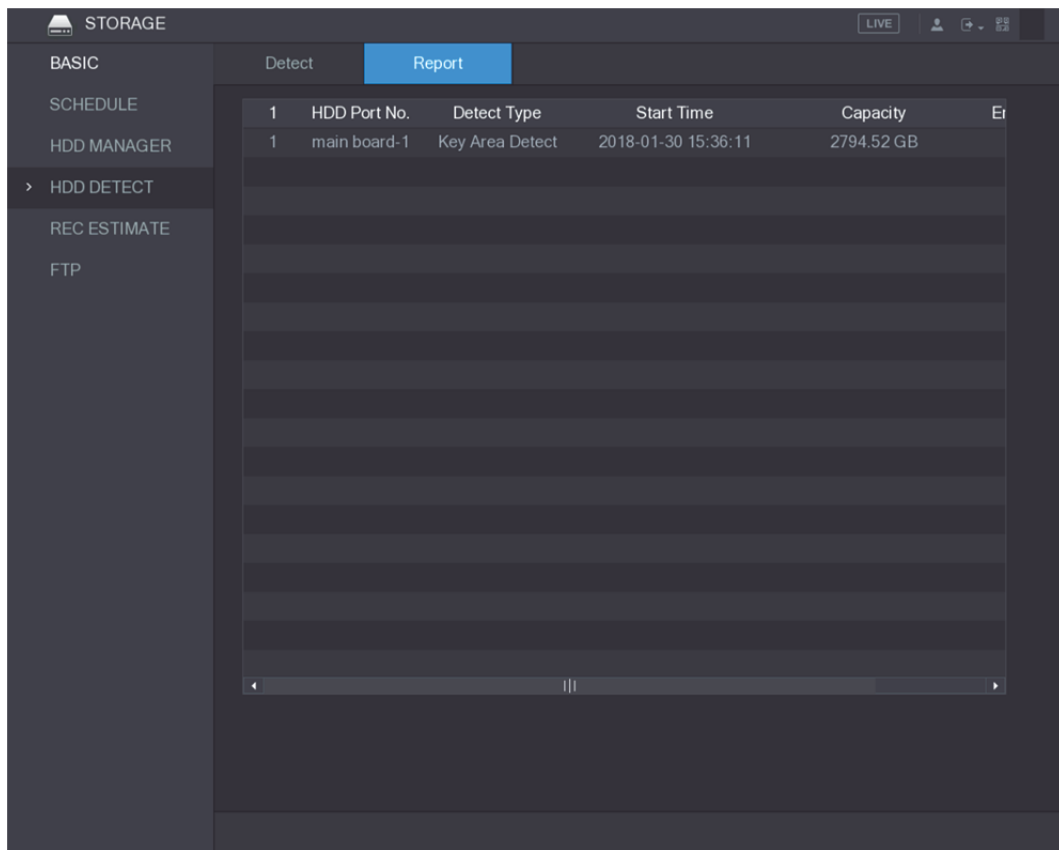 STORAGE LIVE
BASIC
SCHEDULE
HDD MANAGER
> HDD DETECT
REC ESTIMATE
FTP
Detect Report
1 HDD Port No. Detect Type Start Time Capacity
1 main board-1 Key Area Detect 2018-01-30 15:36:11 2794.52 GB